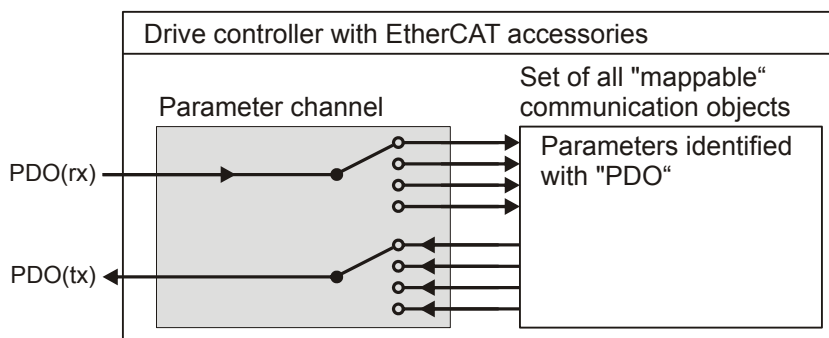 Drive controller with EtherCAT accessories
Set of all "mappable“
communication objects
Parameter channel
Parameters identified
with "PDO“
PDO(rx)
PDO(tx)